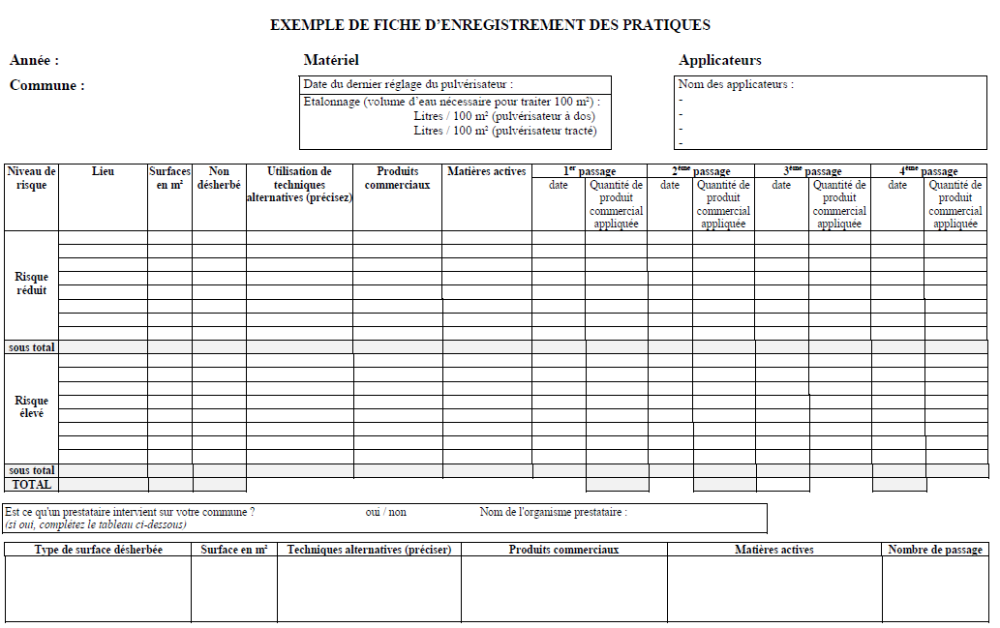 EXEMPLE DE FICHE D'ENREGISTREMENT DES PRATIQUES
Année :
Commune :
Matériel
Date du dernier réglage du pulvérisateur :
Etalonnage (volume d'eau nécessaire pour traiter 100 m²) :
Litres / 100 m² (pulvérisateur à dos)
Litres / 100 m² (pulvérisateur tracté)
Applicateurs
Nom des applicateurs :
-
-
-
-
Niveau de
risque
Lieu
Surfaces
en m²
Non
désherbé
Utilisation de
techniques
alternatives (précisez)
Produits
commerciaux
Matières actives
1er passage
date
Quantité de
produit
commercial
appliquée
2ème passage
date
Quantité de
produit
commercial
appliquée
3ème passage
date
Quantité de
produit
commercial
appliquée
4ème passage
date
Quantité de
produit
commercial
appliquée
Risque
réduit
sous total
Risque
élevé
sous total
TOTAL
Est ce qu'un prestataire intervient sur votre commune ? oui / non Nom de l'organisme prestataire :
(si oui, complétez le tableau ci-dessous)
Type de surface désherbée
Surface en m²
Techniques alternatives (préciser)
Produits commerciaux
Matières actives
Nombre de passage